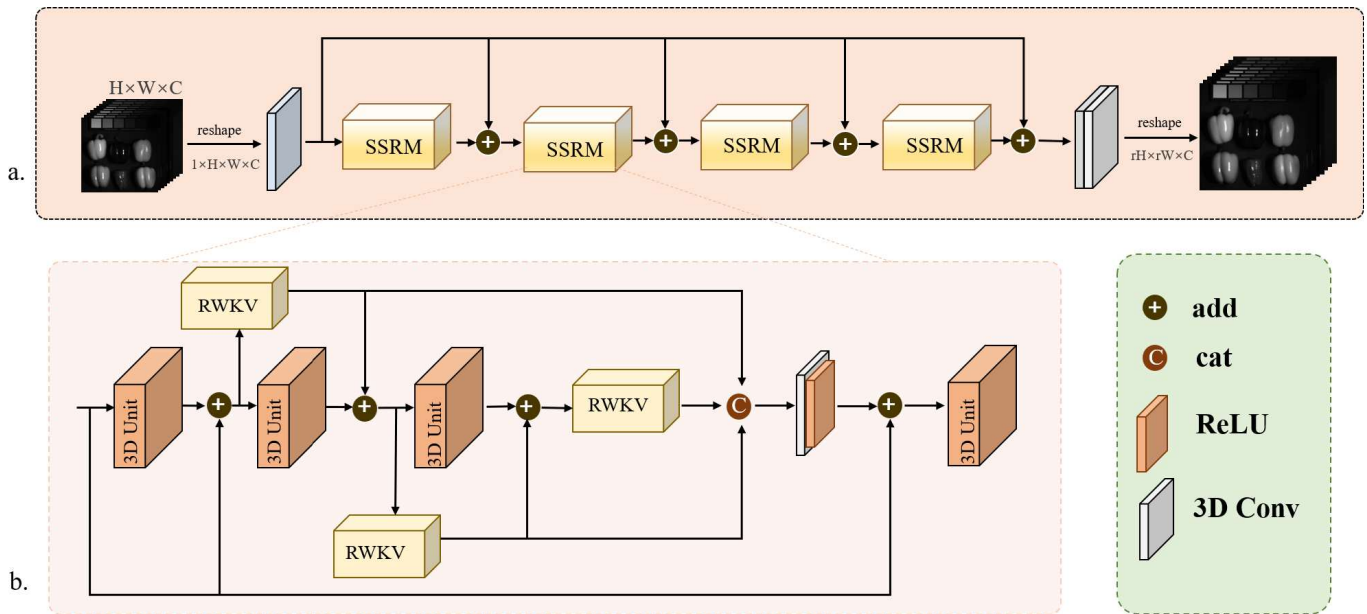 a.
H×W×C
reshape
1×H×W×C
SSRM
+
SSRM
+
SSRM
+
SSRM
+
reshape
rH×rW×C
b.
RWKV
3D Unit
+
3D Unit
+
3D Unit
+
RWKV
C
+
3D Unit
RWKV
+ add
C cat
ReLU
3D Conv